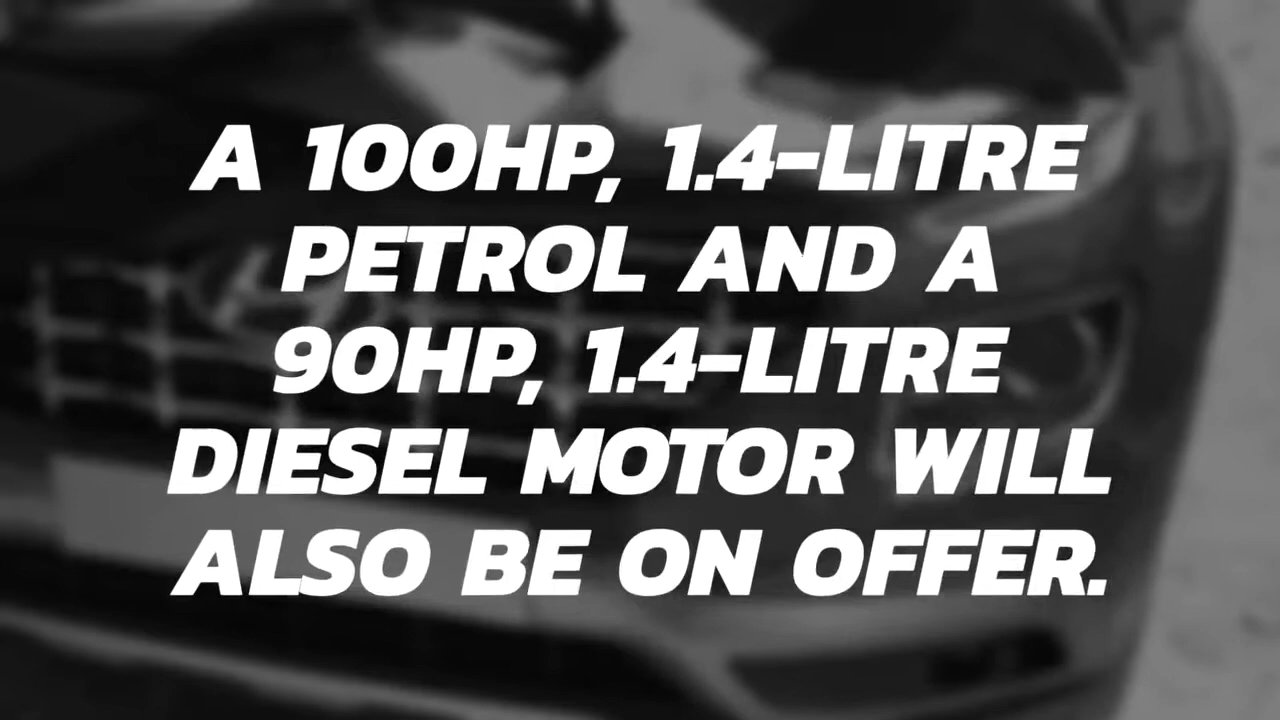 A 100HP, 1.4-LITRE
PETROL AND A
90HP, 1.4-LITRE
DIESEL MOTOR WILL
ALSO BE ON OFFER.